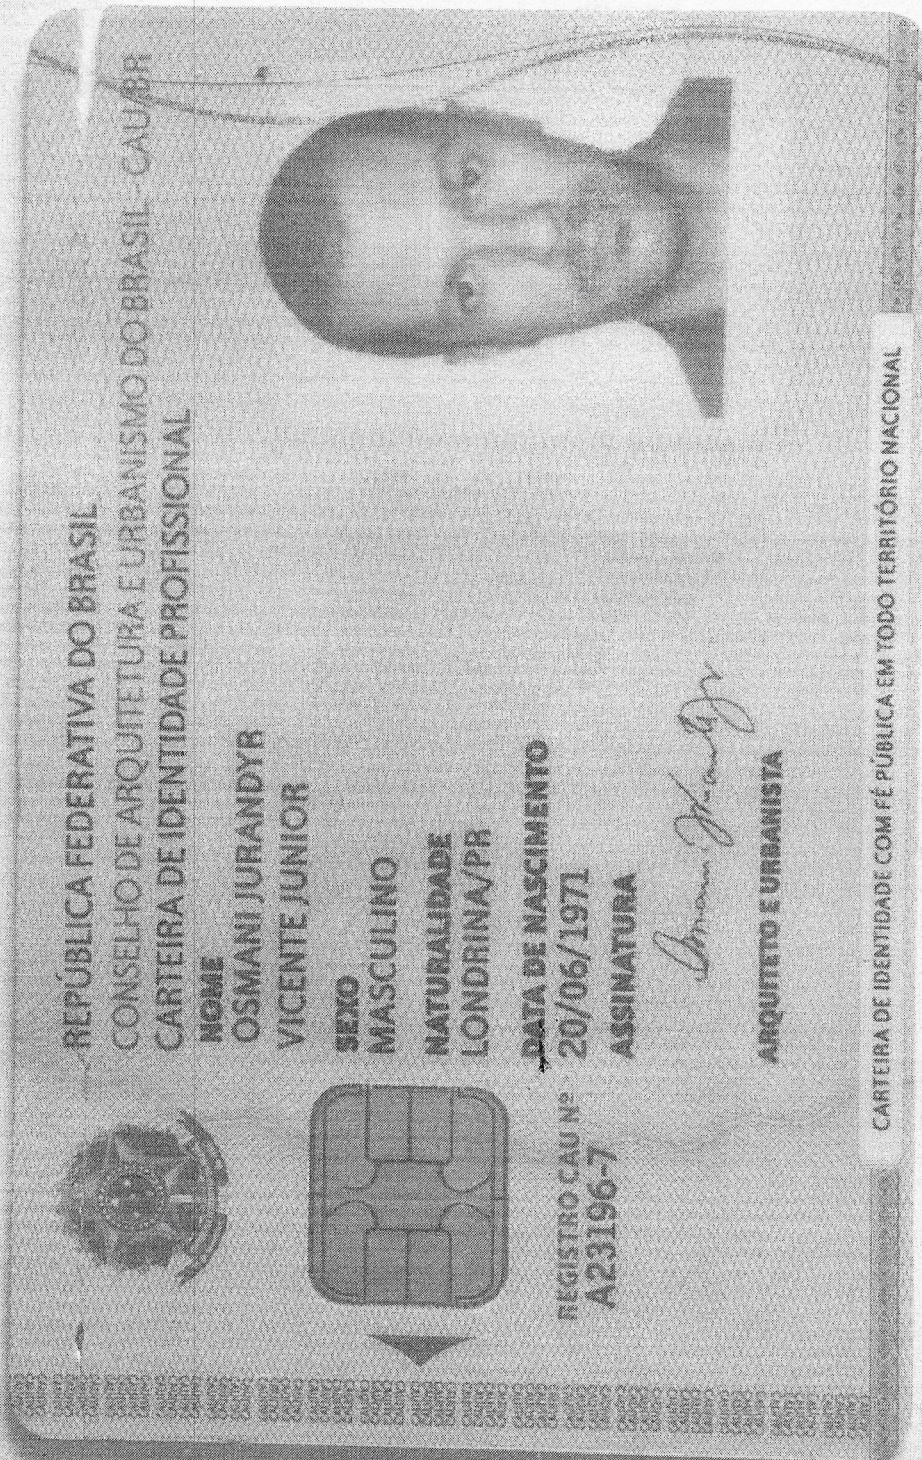 REPÚBLICA FEDERATIVA DO BRASIL
CONSELHO DE ARQUITETURA E URBANISMO DO BRASIL - CAU/BR
CARTEIRA DE IDENTIDADE PROFISSIONAL
NOME
OSMANI JURANDYR
VICENTE JUNIOR
SEXO
MASCULINO
NATURALIDADE
LONDRINA/PR
DATA DE NASCIMENTO
20/06/1971
ASSINATURA
ARQUITETO E URBANISTA
REGISTRO CAU Nº
A23196-7
CARTEIRA DE IDENTIDADE COM FÉ PÚBLICA EM TODO TERRITÓRIO NACIONAL